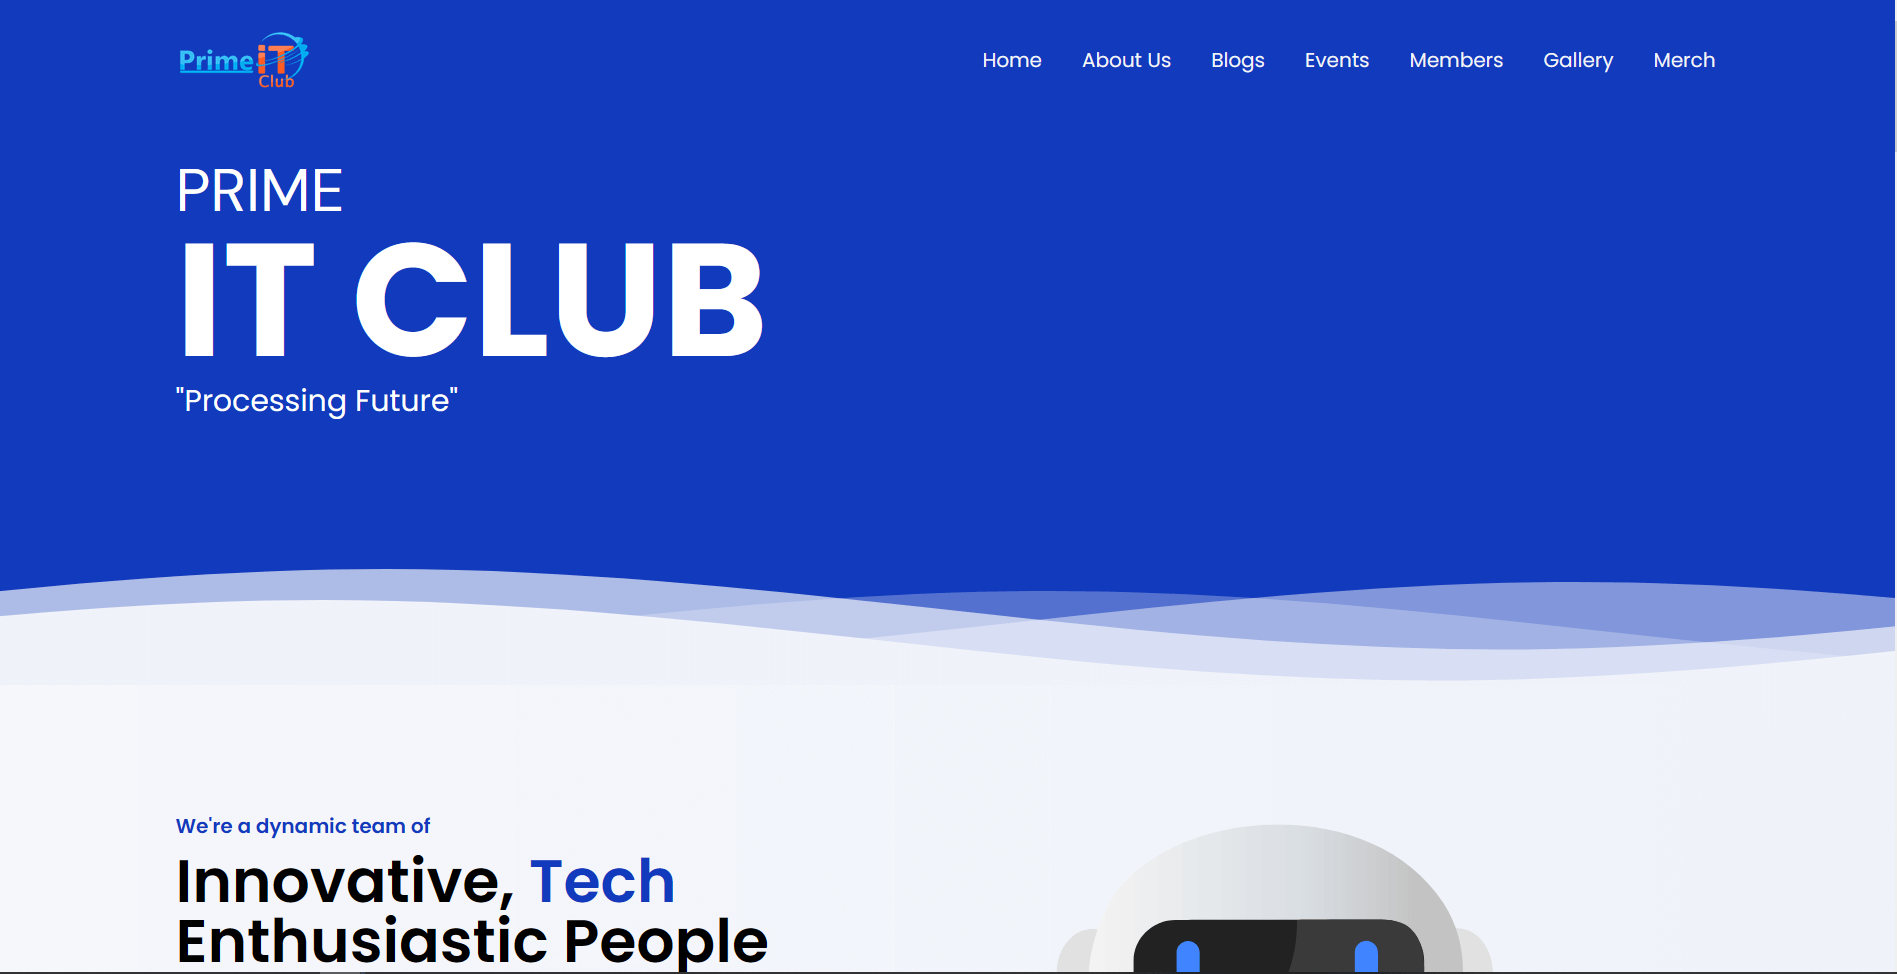 Prime iT
Club
Home About Us Blogs Events Members Gallery Merch
PRIME
IT CLUB
"Processing Future"
We're a dynamic team of
Innovative, Tech
Enthusiastic People